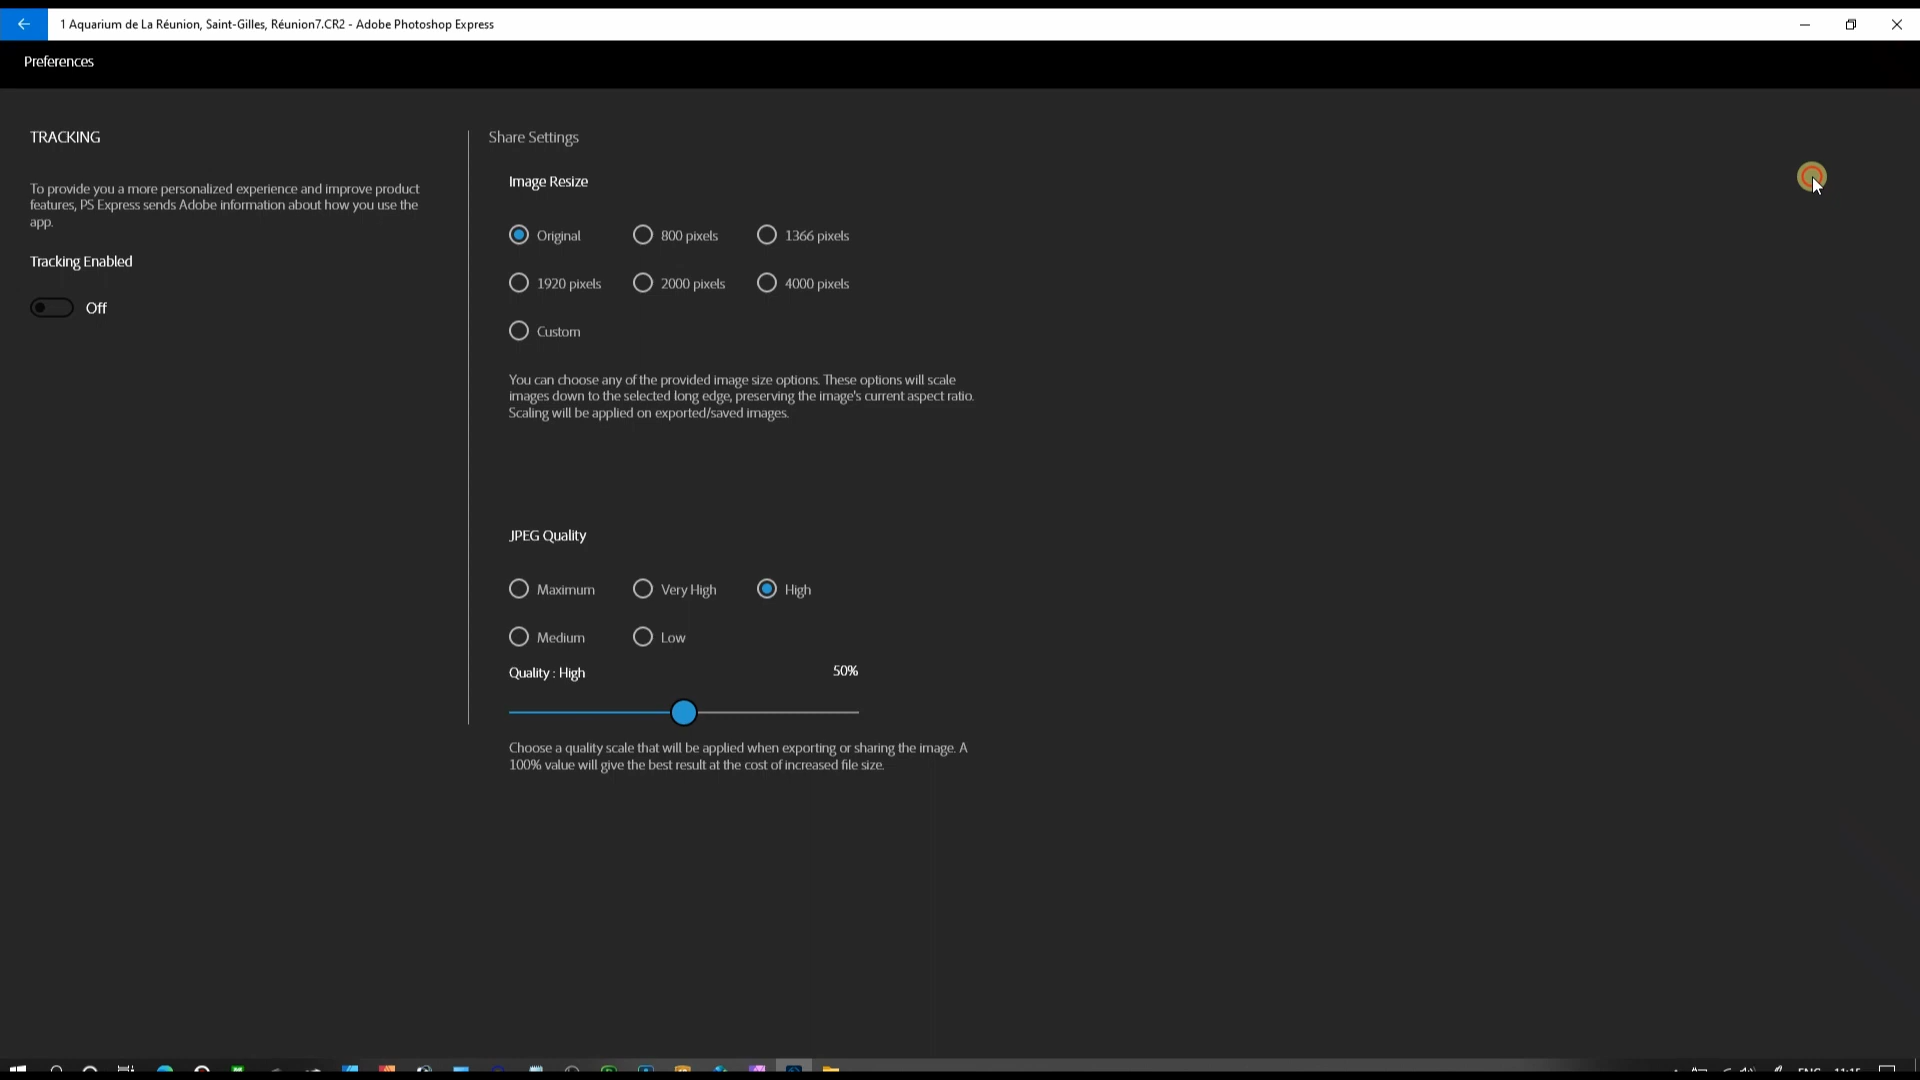 1 Aquarium de La Réunion, Saint-Gilles, Réunion7.CR2 - Adobe Photoshop Express
Preferences
TRACKING
To provide you a more personalized experience and improve product
features, PS Express sends Adobe information about how you use the
app.
Tracking Enabled
Off
Share Settings
Image Resize
Original 800 pixels 1366 pixels
1920 pixels 2000 pixels 4000 pixels
Custom
You can choose any of the provided image size options. These options will scale
images down to the selected long edge, preserving the image's current aspect ratio.
Scaling will be applied on exported/saved images.
JPEG Quality
Maximum Very High High
Medium Low
Quality : High 50%
Choose a quality scale that will be applied when exporting or sharing the image. A
100% value will give the best result at the cost of increased file size.